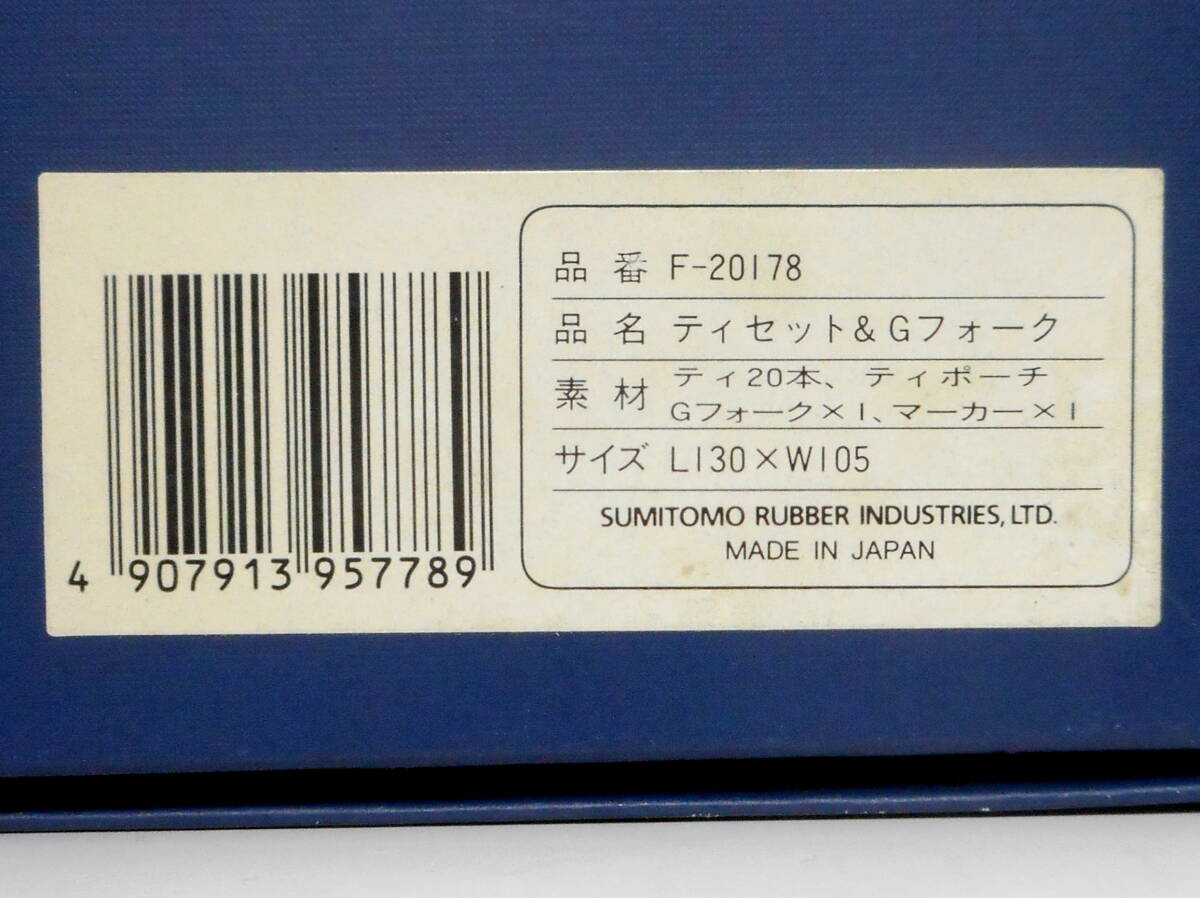 品番 F-20178
品名 ティセット&Gフォーク
素材 ティ20本、ティポーチ
Gフォーク×1、マーカー×1
サイズ L130×W105
SUMITOMO RUBBER INDUSTRIES, LTD.
MADE IN JAPAN
4 907913 957789